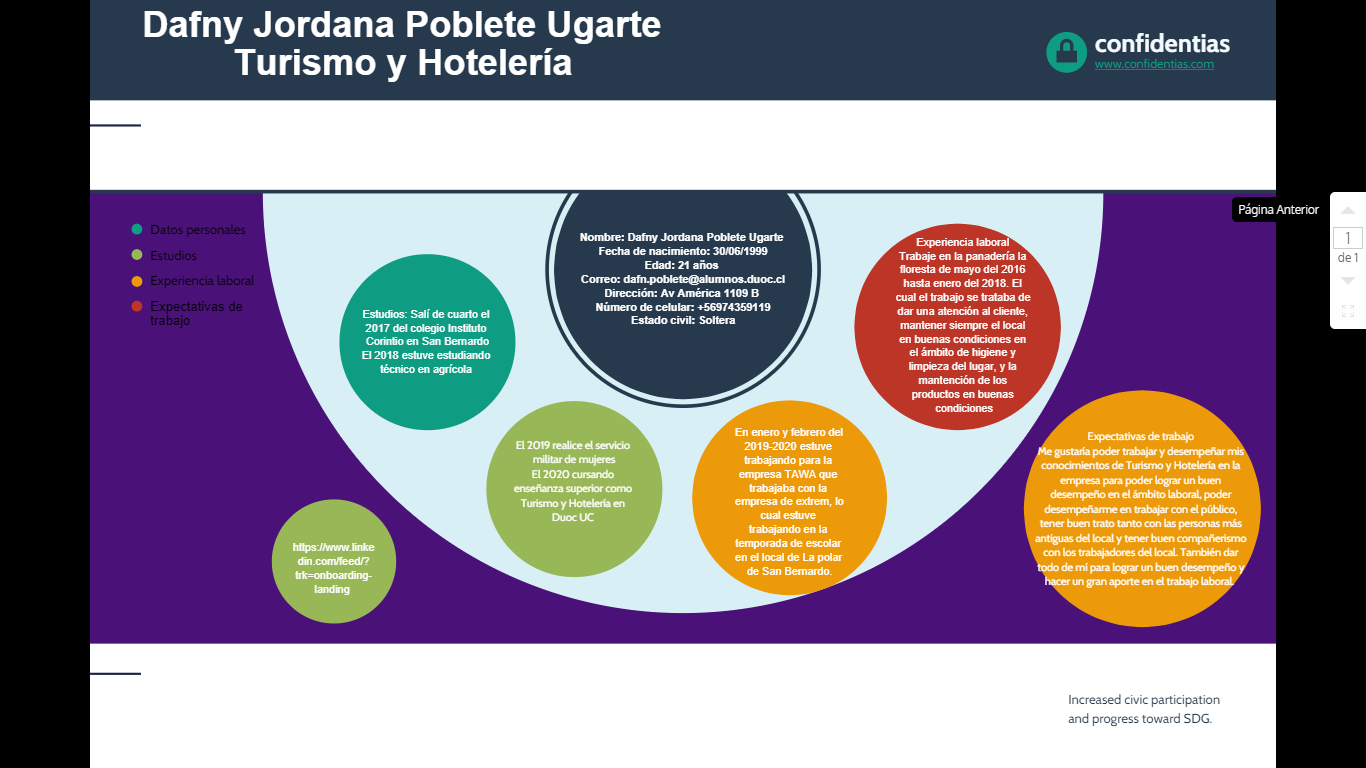 Dafny Jordana Poblete Ugarte
Turismo y Hotelería
confidentias
www.confidentias.com
Página Anterior
1
de 1
Datos personales
Estudios
Experiencia laboral
Expectativas de
trabajo
Nombre: Dafny Jordana Poblete Ugarte
Fecha de nacimiento: 30/06/1999
Edad: 21 años
Correo: dafn.poblete@alumnos.duoc.cl
Dirección: Av América 1109 B
Número de celular: +56974359119
Estado civil: Soltera
Estudios: Salí de cuarto el
2017 del colegio Instituto
Corintio en San Bernardo
El 2018 estuve estudiando
técnico en agrícola
El 2019 realice el servicio
militar de mujeres
El 2020 cursando
enseñanza superior como
Turismo y Hotelería en
Duoc UC
En enero y febrero del
2019-2020 estuve
trabajando para la
empresa TAWA que
trabajaba con la
empresa de extrem, lo
cual estuve
trabajando en la
temporada de escolar
en el local de La polar
de San Bernardo.
Experiencia laboral
Trabaje en la panadería la
floresta de mayo del 2016
hasta enero del 2018. El
cual el trabajo se trataba de
dar una atención al cliente,
mantener siempre el local
en buenas condiciones en
el ámbito de higiene y
limpieza del lugar, y la
mantención de los
productos en buenas
condiciones
Expectativas de trabajo
Me gustaría poder trabajar y desempeñar mis
conocimientos de Turismo y Hotelería en la
empresa para poder lograr un buen
desempeño en el ámbito laboral, poder
desempeñarme en trabajar con el público,
tener buen trato tanto con las personas más
antiguas del local y tener buen compañerismo
con los trabajadores del local. También dar
todo de mí para lograr un buen desempeño y
hacer un gran aporte en el trabajo laboral.
https://www.linke
din.com/feed/?
trk=onboarding-
landing
Increased civic participation
and progress toward SDG.